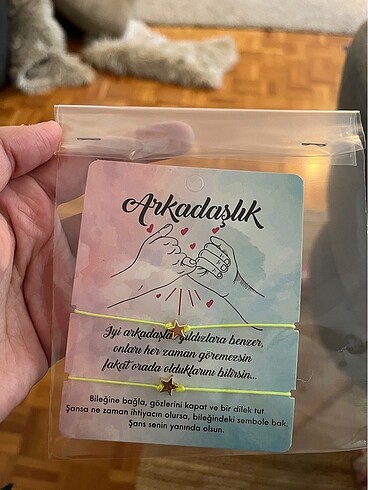 Arkadaşlık
İyi arkadaşlar yıldızlara benzer,
onları her zaman göremezsin
fakat orada olduklarını bilirsin...
Bileğine bağla, gözlerini kapat ve bir dilek tut.
Şansa ne zaman ihtiyacın olursa, bileğindeki sembole bak.
Şans senin yanında olsun.